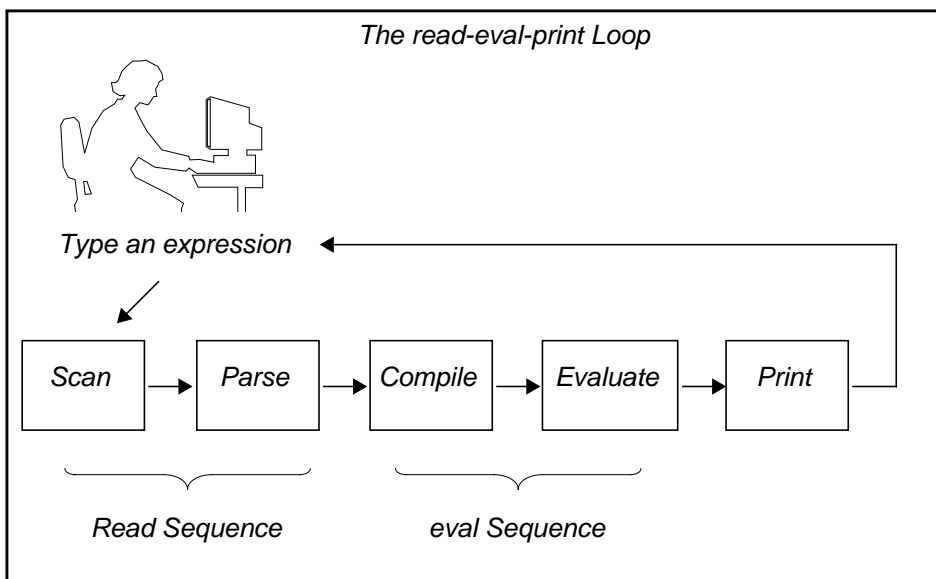 The read-eval-print Loop
Type an expression
Scan
Parse
Compile
Evaluate
Print
Read Sequence
eval Sequence